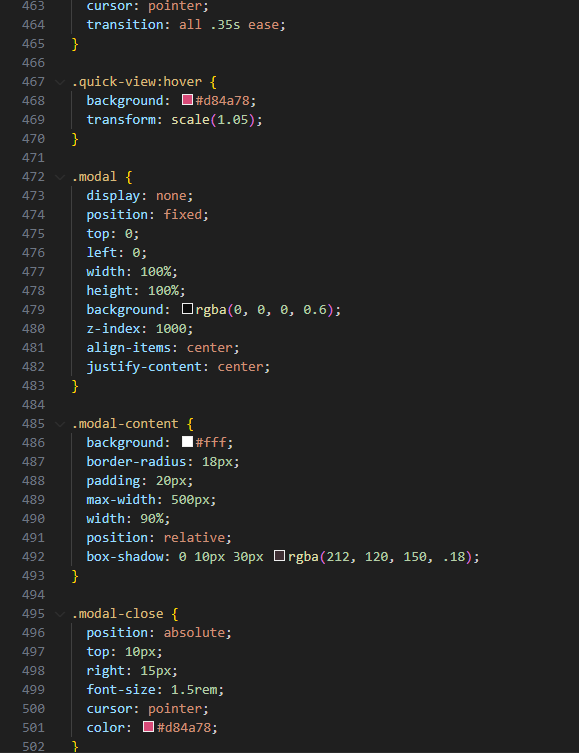 463 cursor: pointer;
464 transition: all .35s ease;
465 }
466
467 .quick-view:hover {
468 background: #d84a78;
469 transform: scale(1.05);
470 }
471
472 .modal {
473 display: none;
474 position: fixed;
475 top: 0;
476 left: 0;
477 width: 100%;
478 height: 100%;
479 background: rgba(0, 0, 0, 0.6);
480 z-index: 1000;
481 align-items: center;
482 justify-content: center;
483 }
484
485 .modal-content {
486 background: #fff;
487 border-radius: 18px;
488 padding: 20px;
489 max-width: 500px;
490 width: 90%;
491 position: relative;
492 box-shadow: 0 10px 30px rgba(212, 120, 150, .18);
493 }
494
495 .modal-close {
496 position: absolute;
497 top: 10px;
498 right: 15px;
499 font-size: 1.5rem;
500 cursor: pointer;
501 color: #d84a78;
502 }